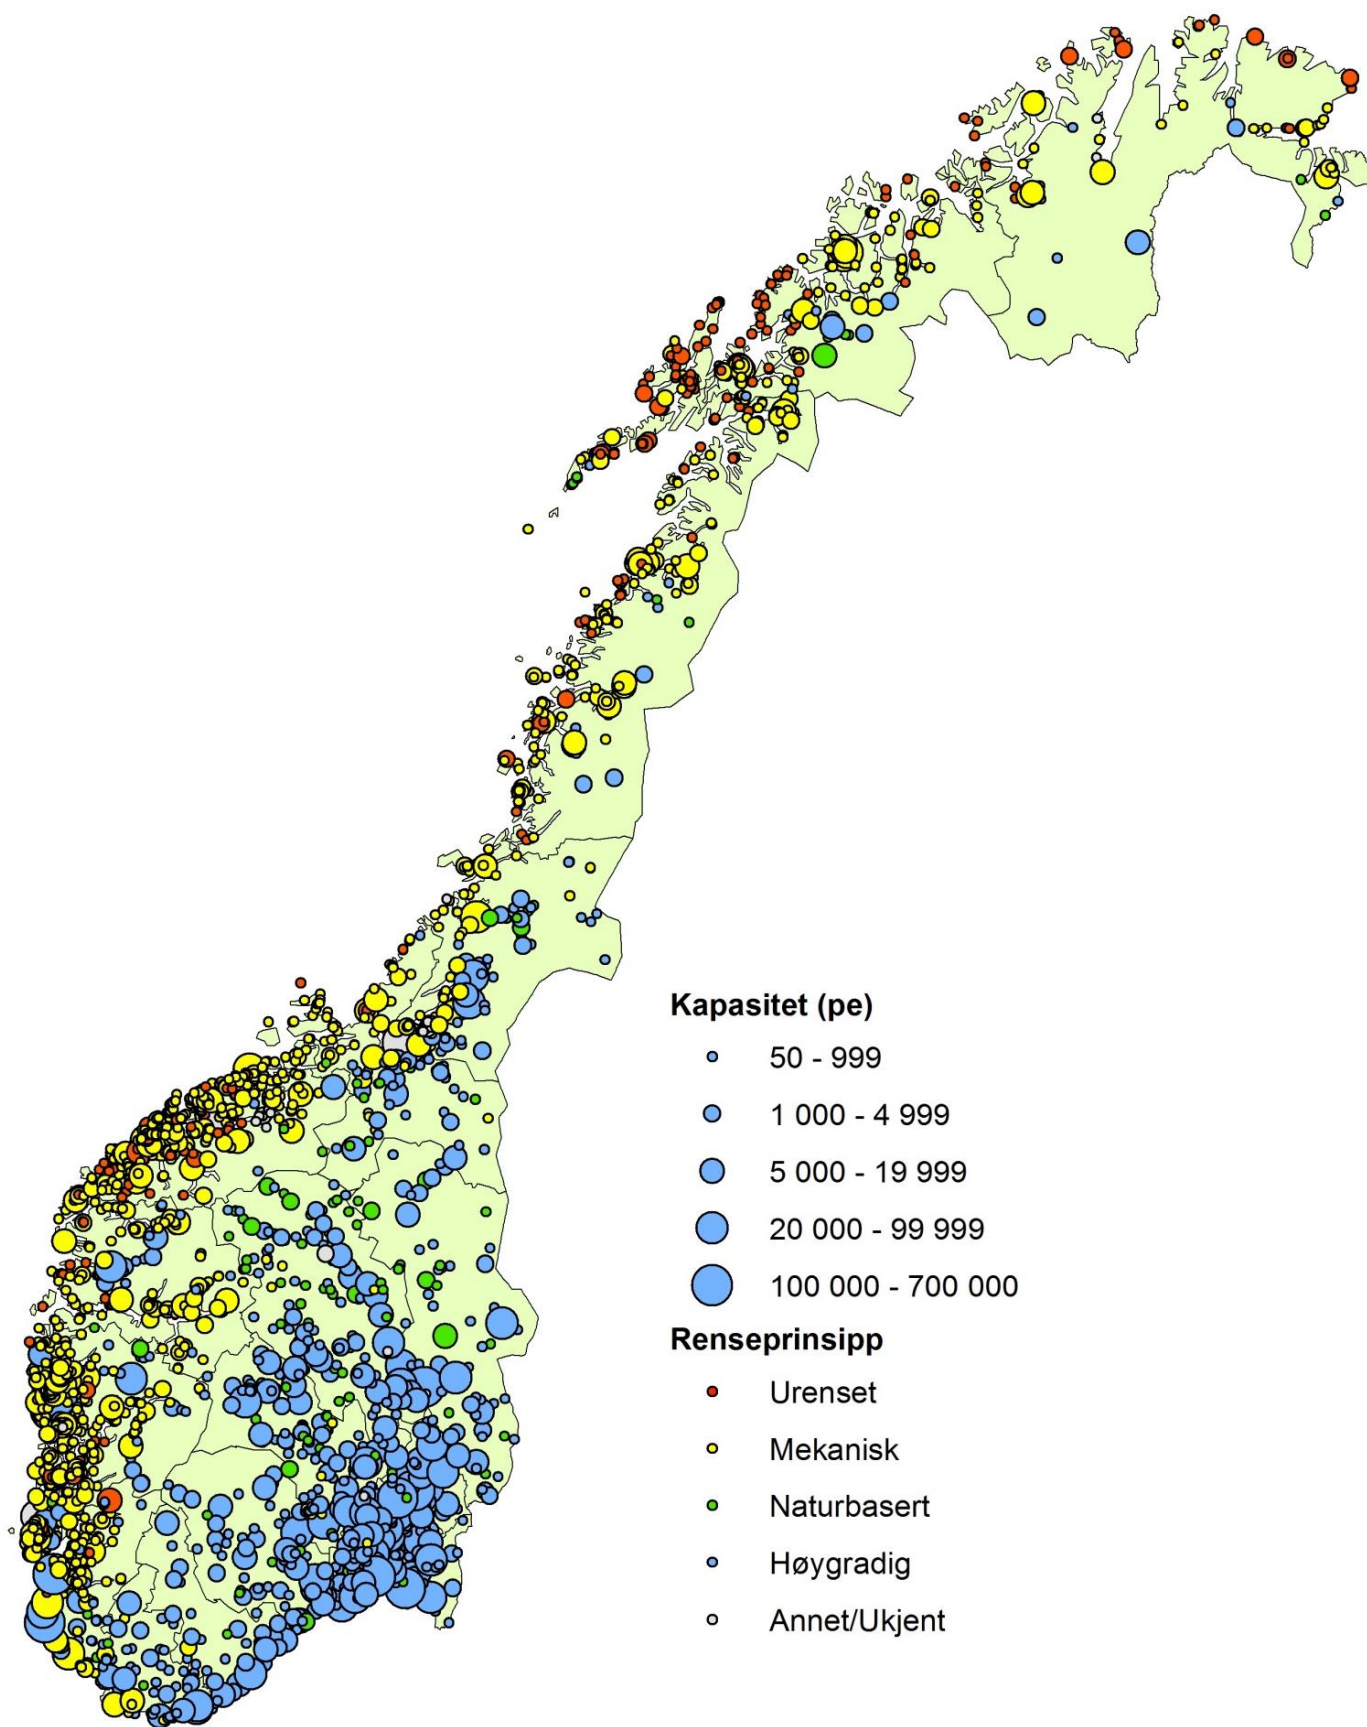 Kapasitet (pe)
50 - 999
1 000 - 4 999
5 000 - 19 999
20 000 - 99 999
100 000 - 700 000
Renseprinsipp
Urenset
Mekanisk
Naturbasert
Høygradig
Annet/Ukjent